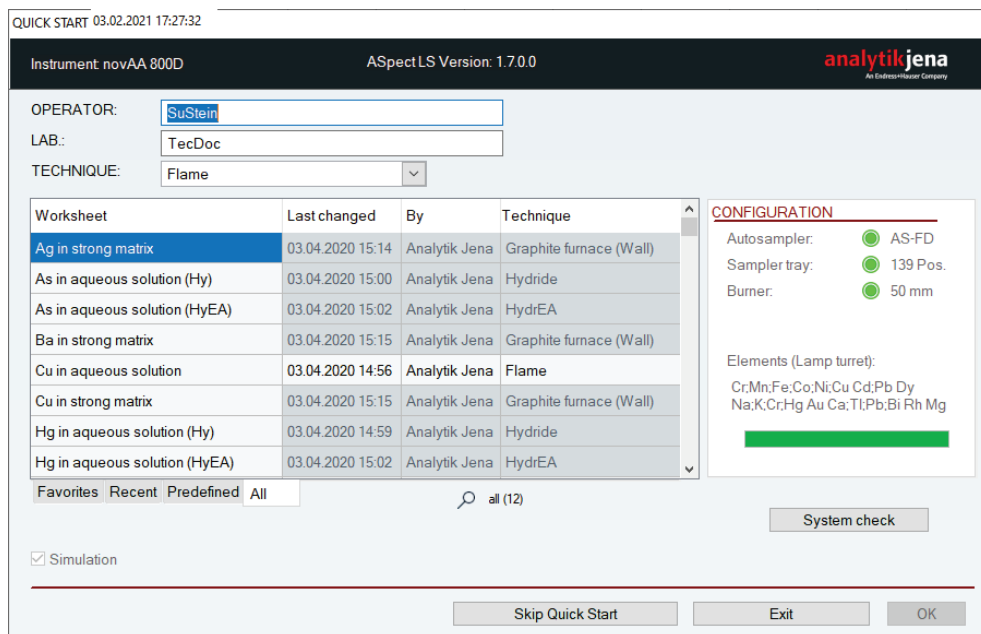 QUICK START 03.02.2021 17:27:32
Instrument: novAA 800D ASpect LS Version: 1.7.0.0 analytikjena
An Endress+Hauser Company
OPERATOR: SuStein
LAB.: TecDoc
TECHNIQUE: Flame
Worksheet Last changed By Technique
Ag in strong matrix 03.04.2020 15:14 Analytik Jena Graphite furnace (Wall)
As in aqueous solution (Hy) 03.04.2020 15:00 Analytik Jena Hydride
As in aqueous solution (HyEA) 03.04.2020 15:02 Analytik Jena HydrEA
Ba in strong matrix 03.04.2020 15:15 Analytik Jena Graphite furnace (Wall)
Cu in aqueous solution 03.04.2020 14:56 Analytik Jena Flame
Cu in strong matrix 03.04.2020 15:15 Analytik Jena Graphite furnace (Wall)
Hg in aqueous solution (Hy) 03.04.2020 14:59 Analytik Jena Hydride
Hg in aqueous solution (HyEA) 03.04.2020 15:02 Analytik Jena HydrEA
Favorites Recent Predefined All
all (12)
CONFIGURATION
Autosampler: AS-FD
Sampler tray: 139 Pos.
Burner: 50 mm
Elements (Lamp turret):
Cr;Mn;Fe;Co;Ni;Cu Cd;Pb Dy
Na;K;Cr;Hg Au Ca;Tl;Pb;Bi Rh Mg
System check
Simulation
Skip Quick Start Exit OK